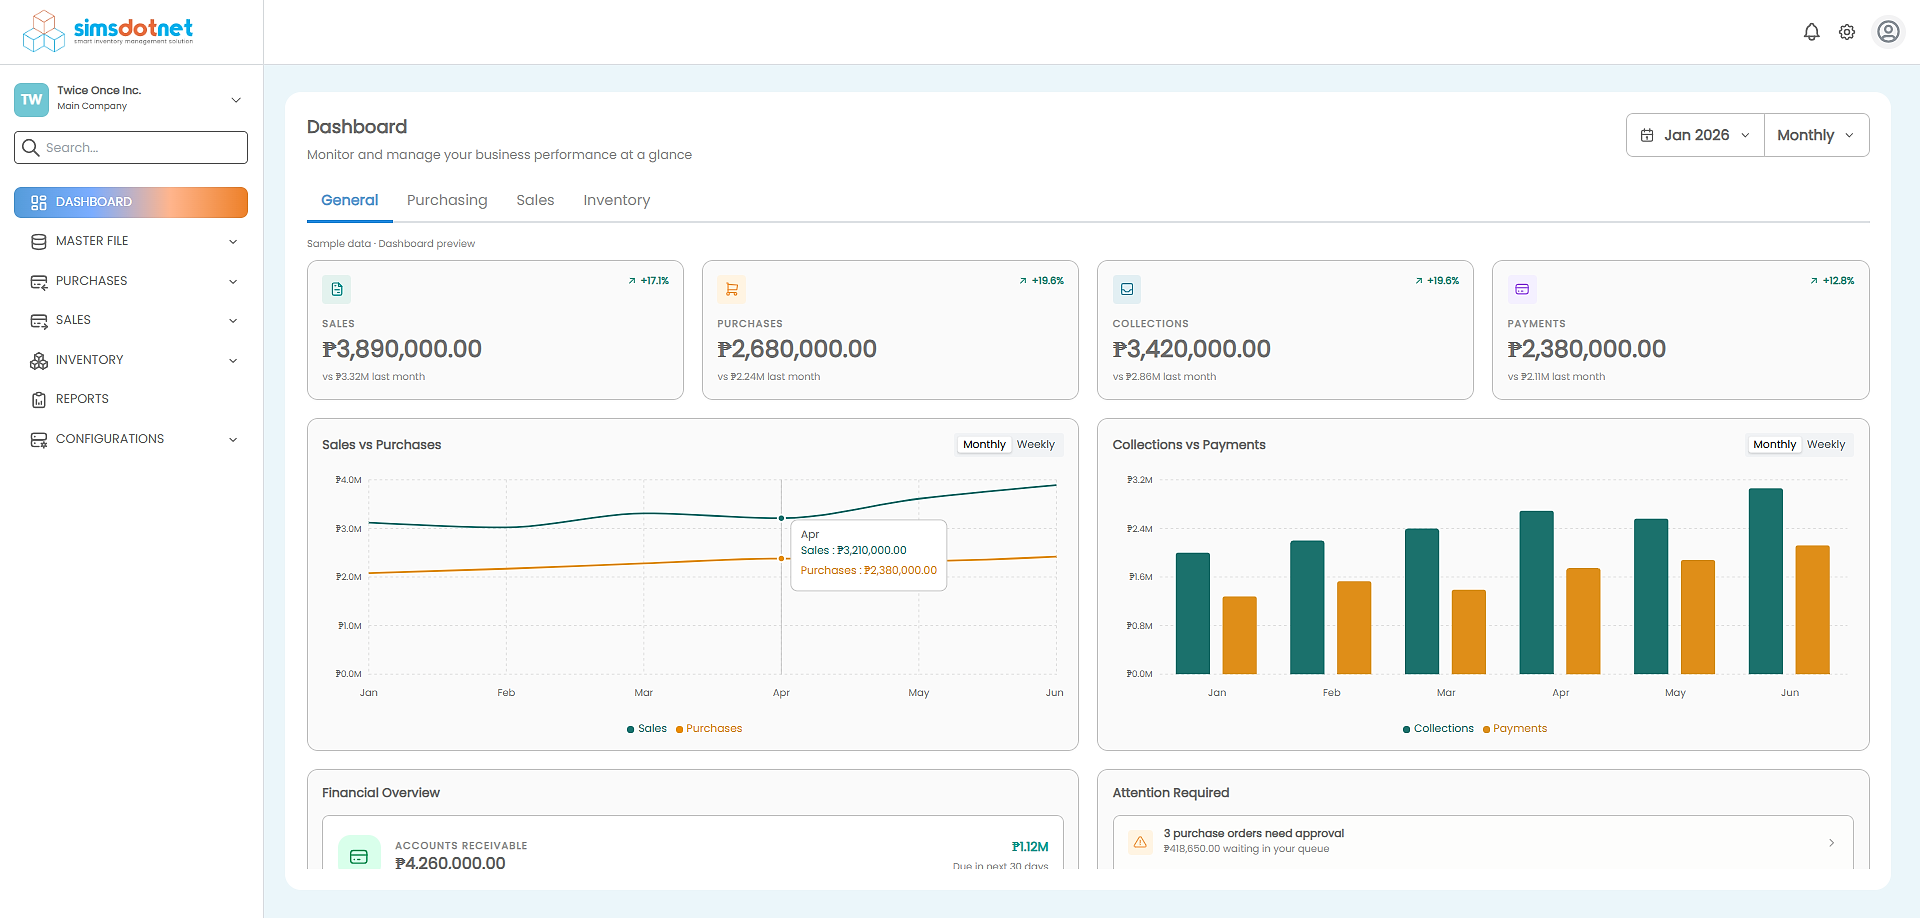 simsdotnet
smart inventory management solution
TW
Twice Once Inc.
Main Company
Search...
DASHBOARD
MASTER FILE
PURCHASES
SALES
INVENTORY
REPORTS
CONFIGURATIONS
Dashboard
Monitor and manage your business performance at a glance
Jan 2026
Monthly
General Purchasing Sales Inventory
Sample data · Dashboard preview
+17.1%
SALES
₱3,890,000.00
vs ₱3.32M last month
+19.6%
PURCHASES
₱2,680,000.00
vs ₱2.24M last month
+19.6%
COLLECTIONS
₱3,420,000.00
vs ₱2.86M last month
+12.8%
PAYMENTS
₱2,380,000.00
vs ₱2.11M last month
Sales vs Purchases
Monthly Weekly
₱4.0M
₱3.0M
₱2.0M
₱1.0M
₱0.0M
Apr
Sales : ₱3,210,000.00
Purchases : ₱2,380,000.00
Jan Feb Mar Apr May Jun
Sales Purchases
Collections vs Payments
Monthly Weekly
₱3.2M
₱2.4M
₱1.6M
₱0.8M
₱0.0M
Jan Feb Mar Apr May Jun
Collections Payments
Financial Overview
ACCOUNTS RECEIVABLE
₱4,260,000.00
₱1.12M
Due in next 30 days
Attention Required
3 purchase orders need approval
₱418,650.00 waiting in your queue